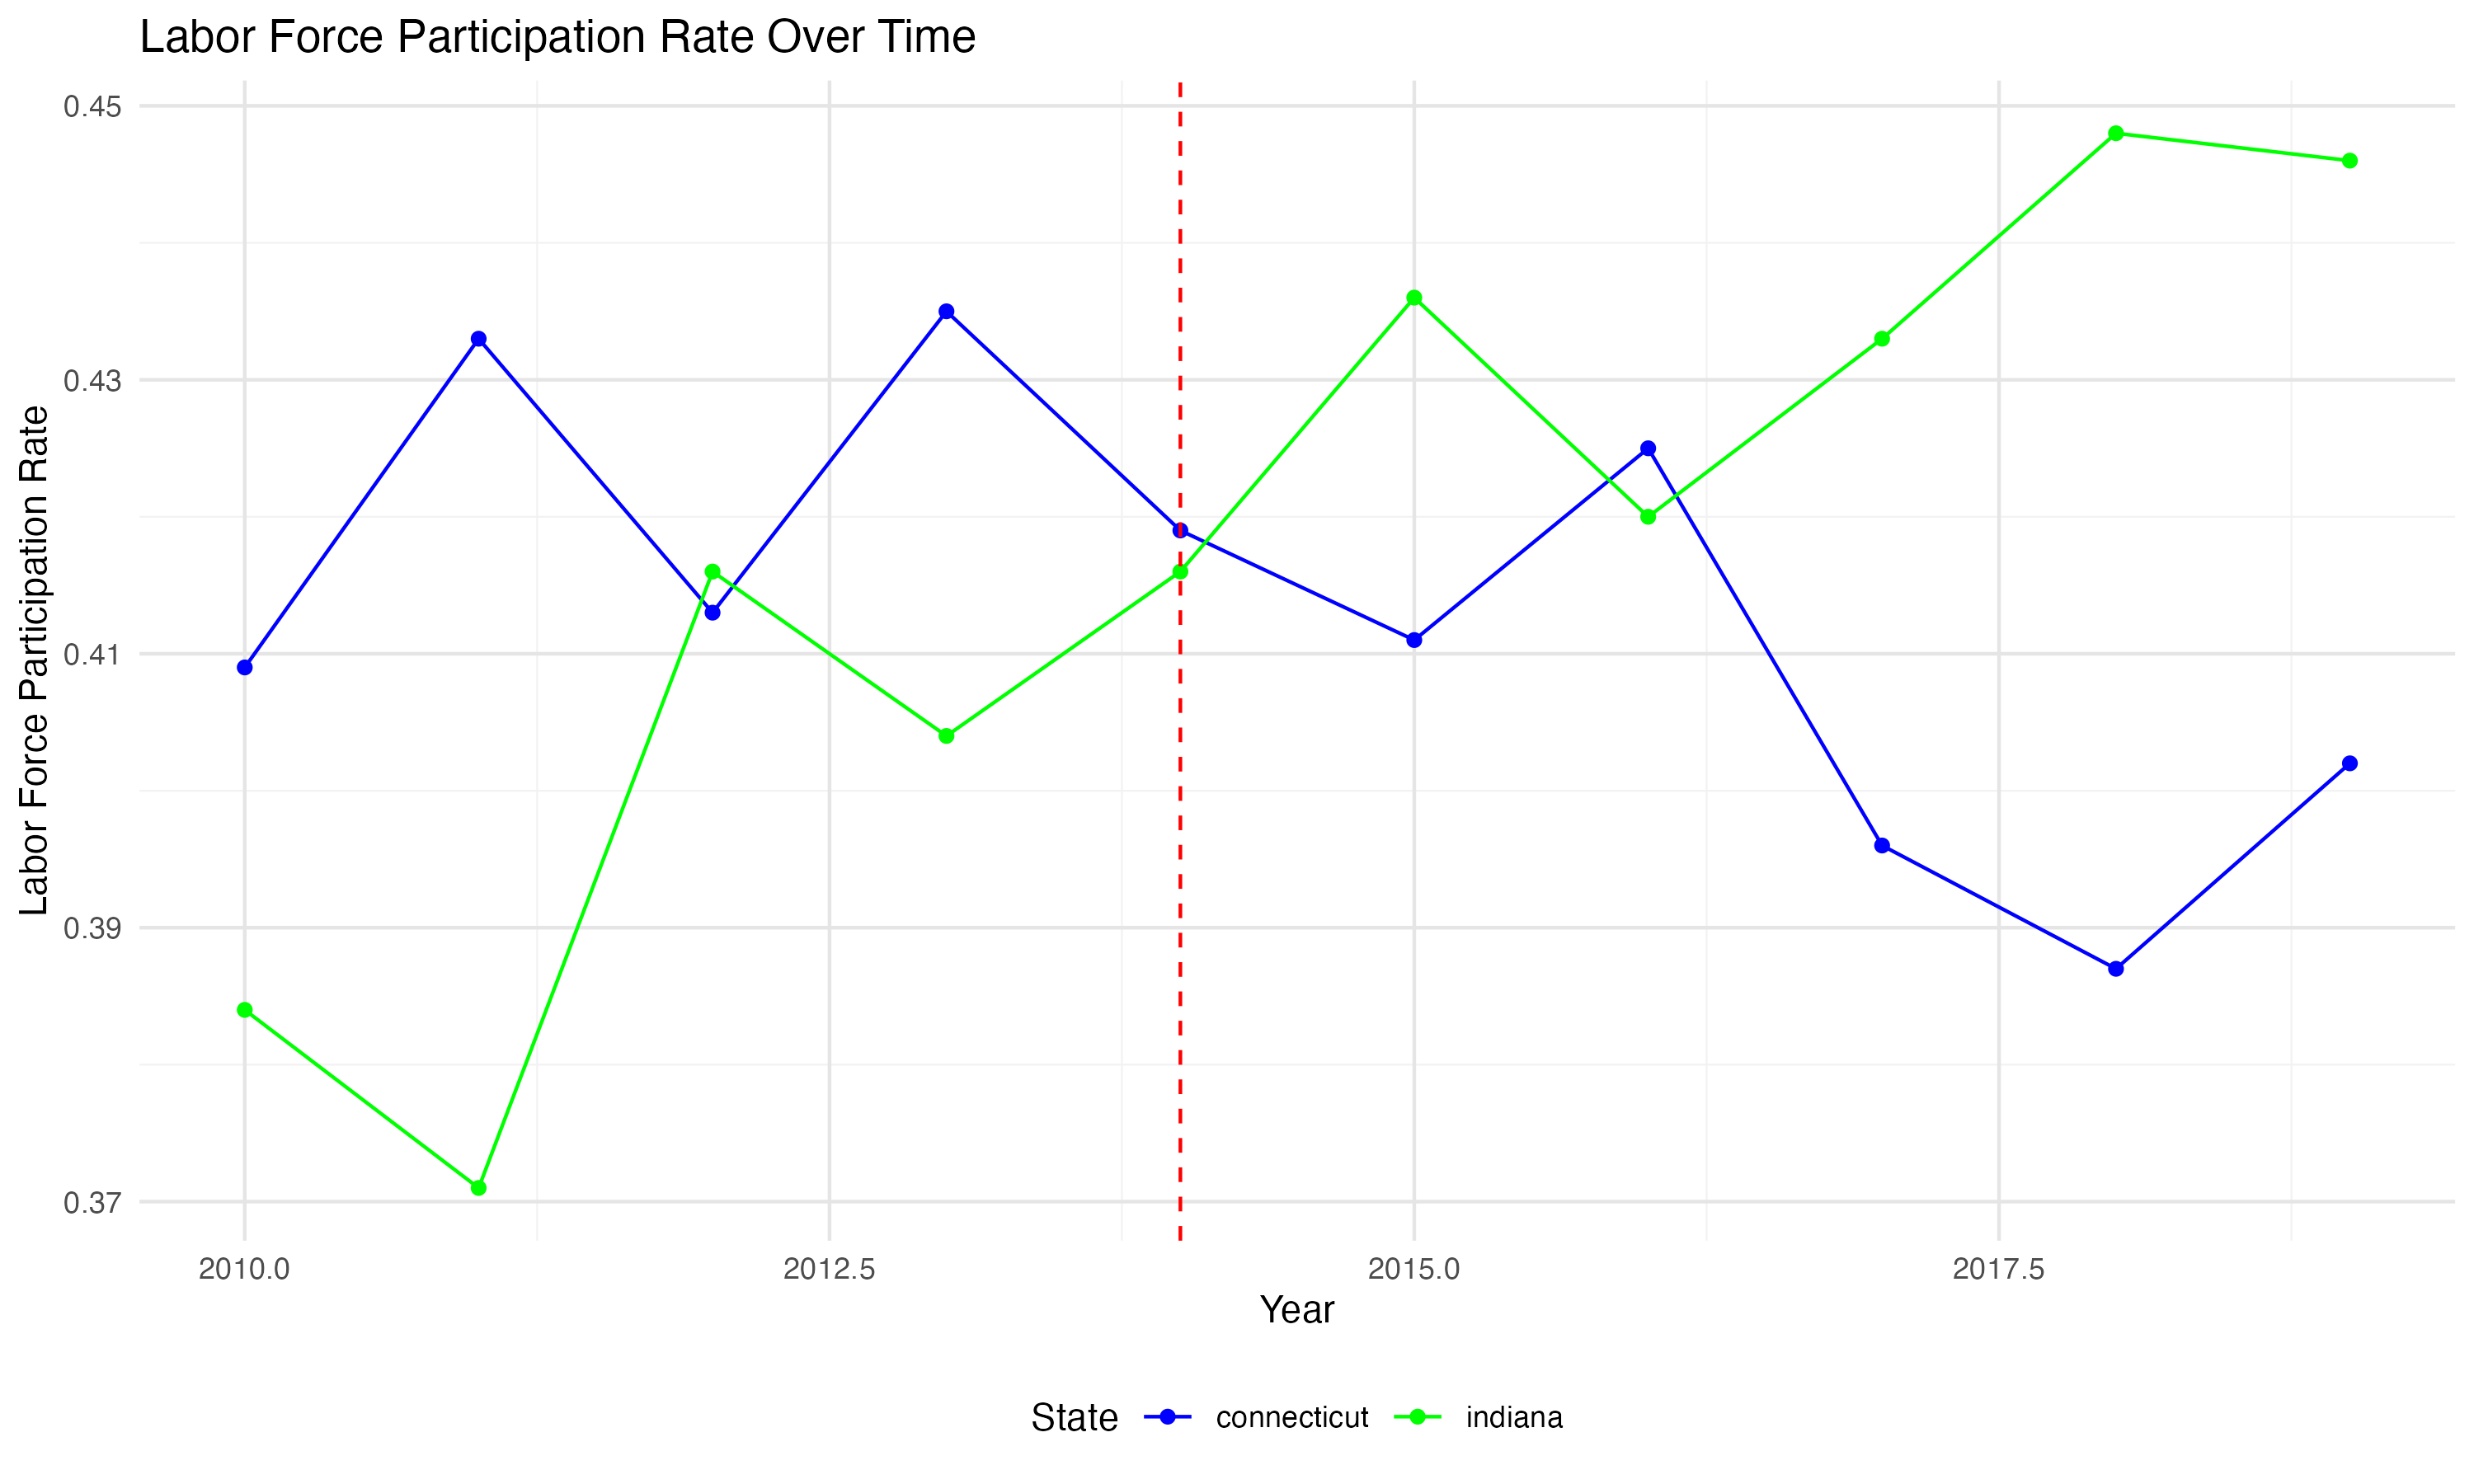 Labor Force Participation Rate Over Time
Labor Force Participation Rate
0.45
0.43
0.41
0.39
0.37
2010.0 2012.5 2015.0 2017.5
Year
State connecticut indiana